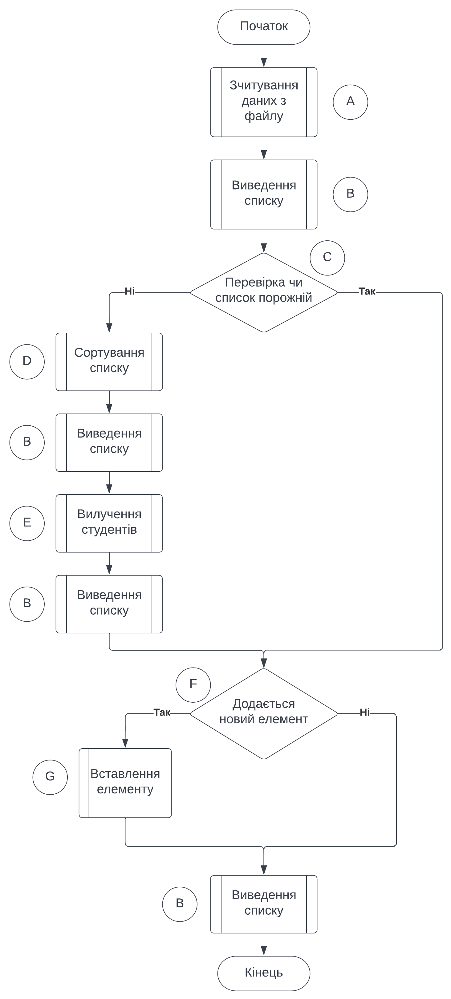 Початок
Зчитування
даних з
файлу
A
Виведення
списку
B
C
Перевірка чи
список порожній
Ні
Так
D
Сортування
списку
B
Виведення
списку
E
Вилучення
студентів
B
Виведення
списку
F
Додається
новий елемент
Так
Ні
G
Вставлення
елементу
B
Виведення
списку
Кінець